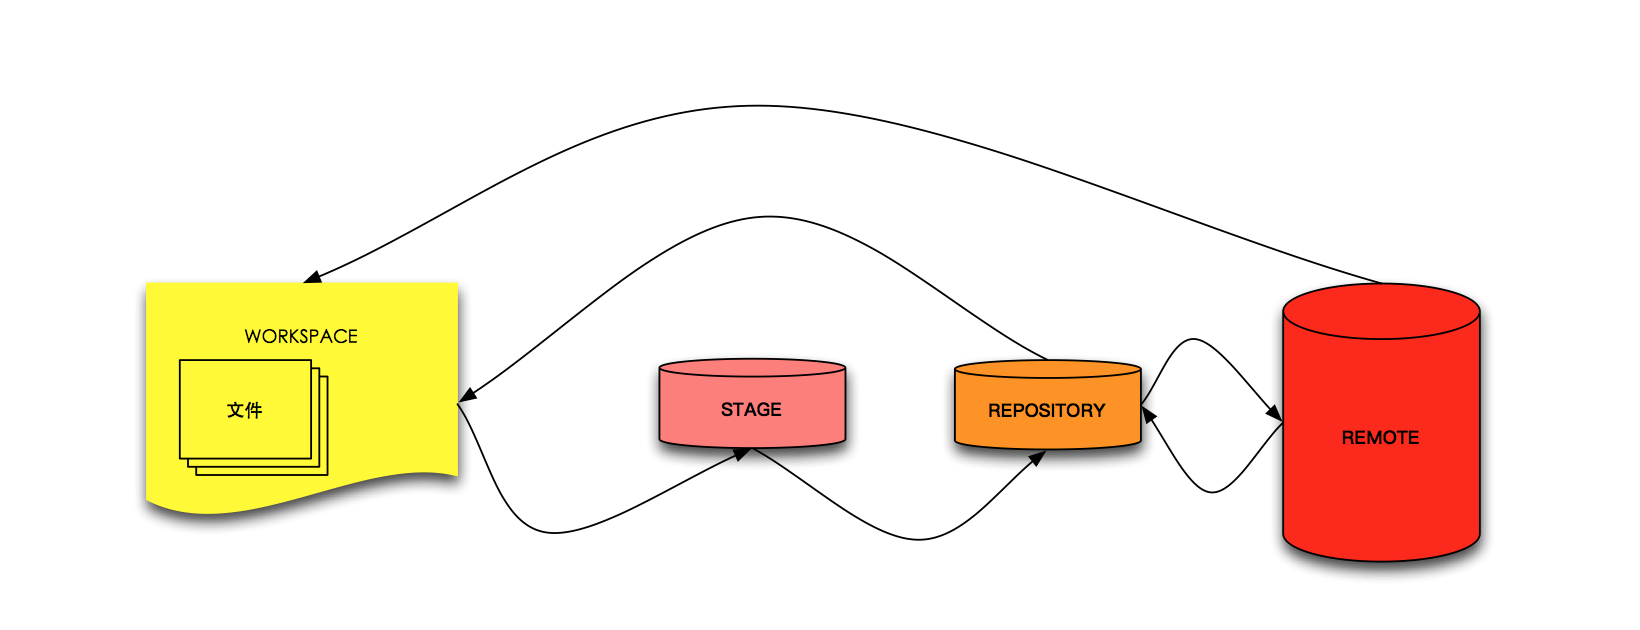 WORKSPACE
文件
STAGE
REPOSITORY
REMOTE